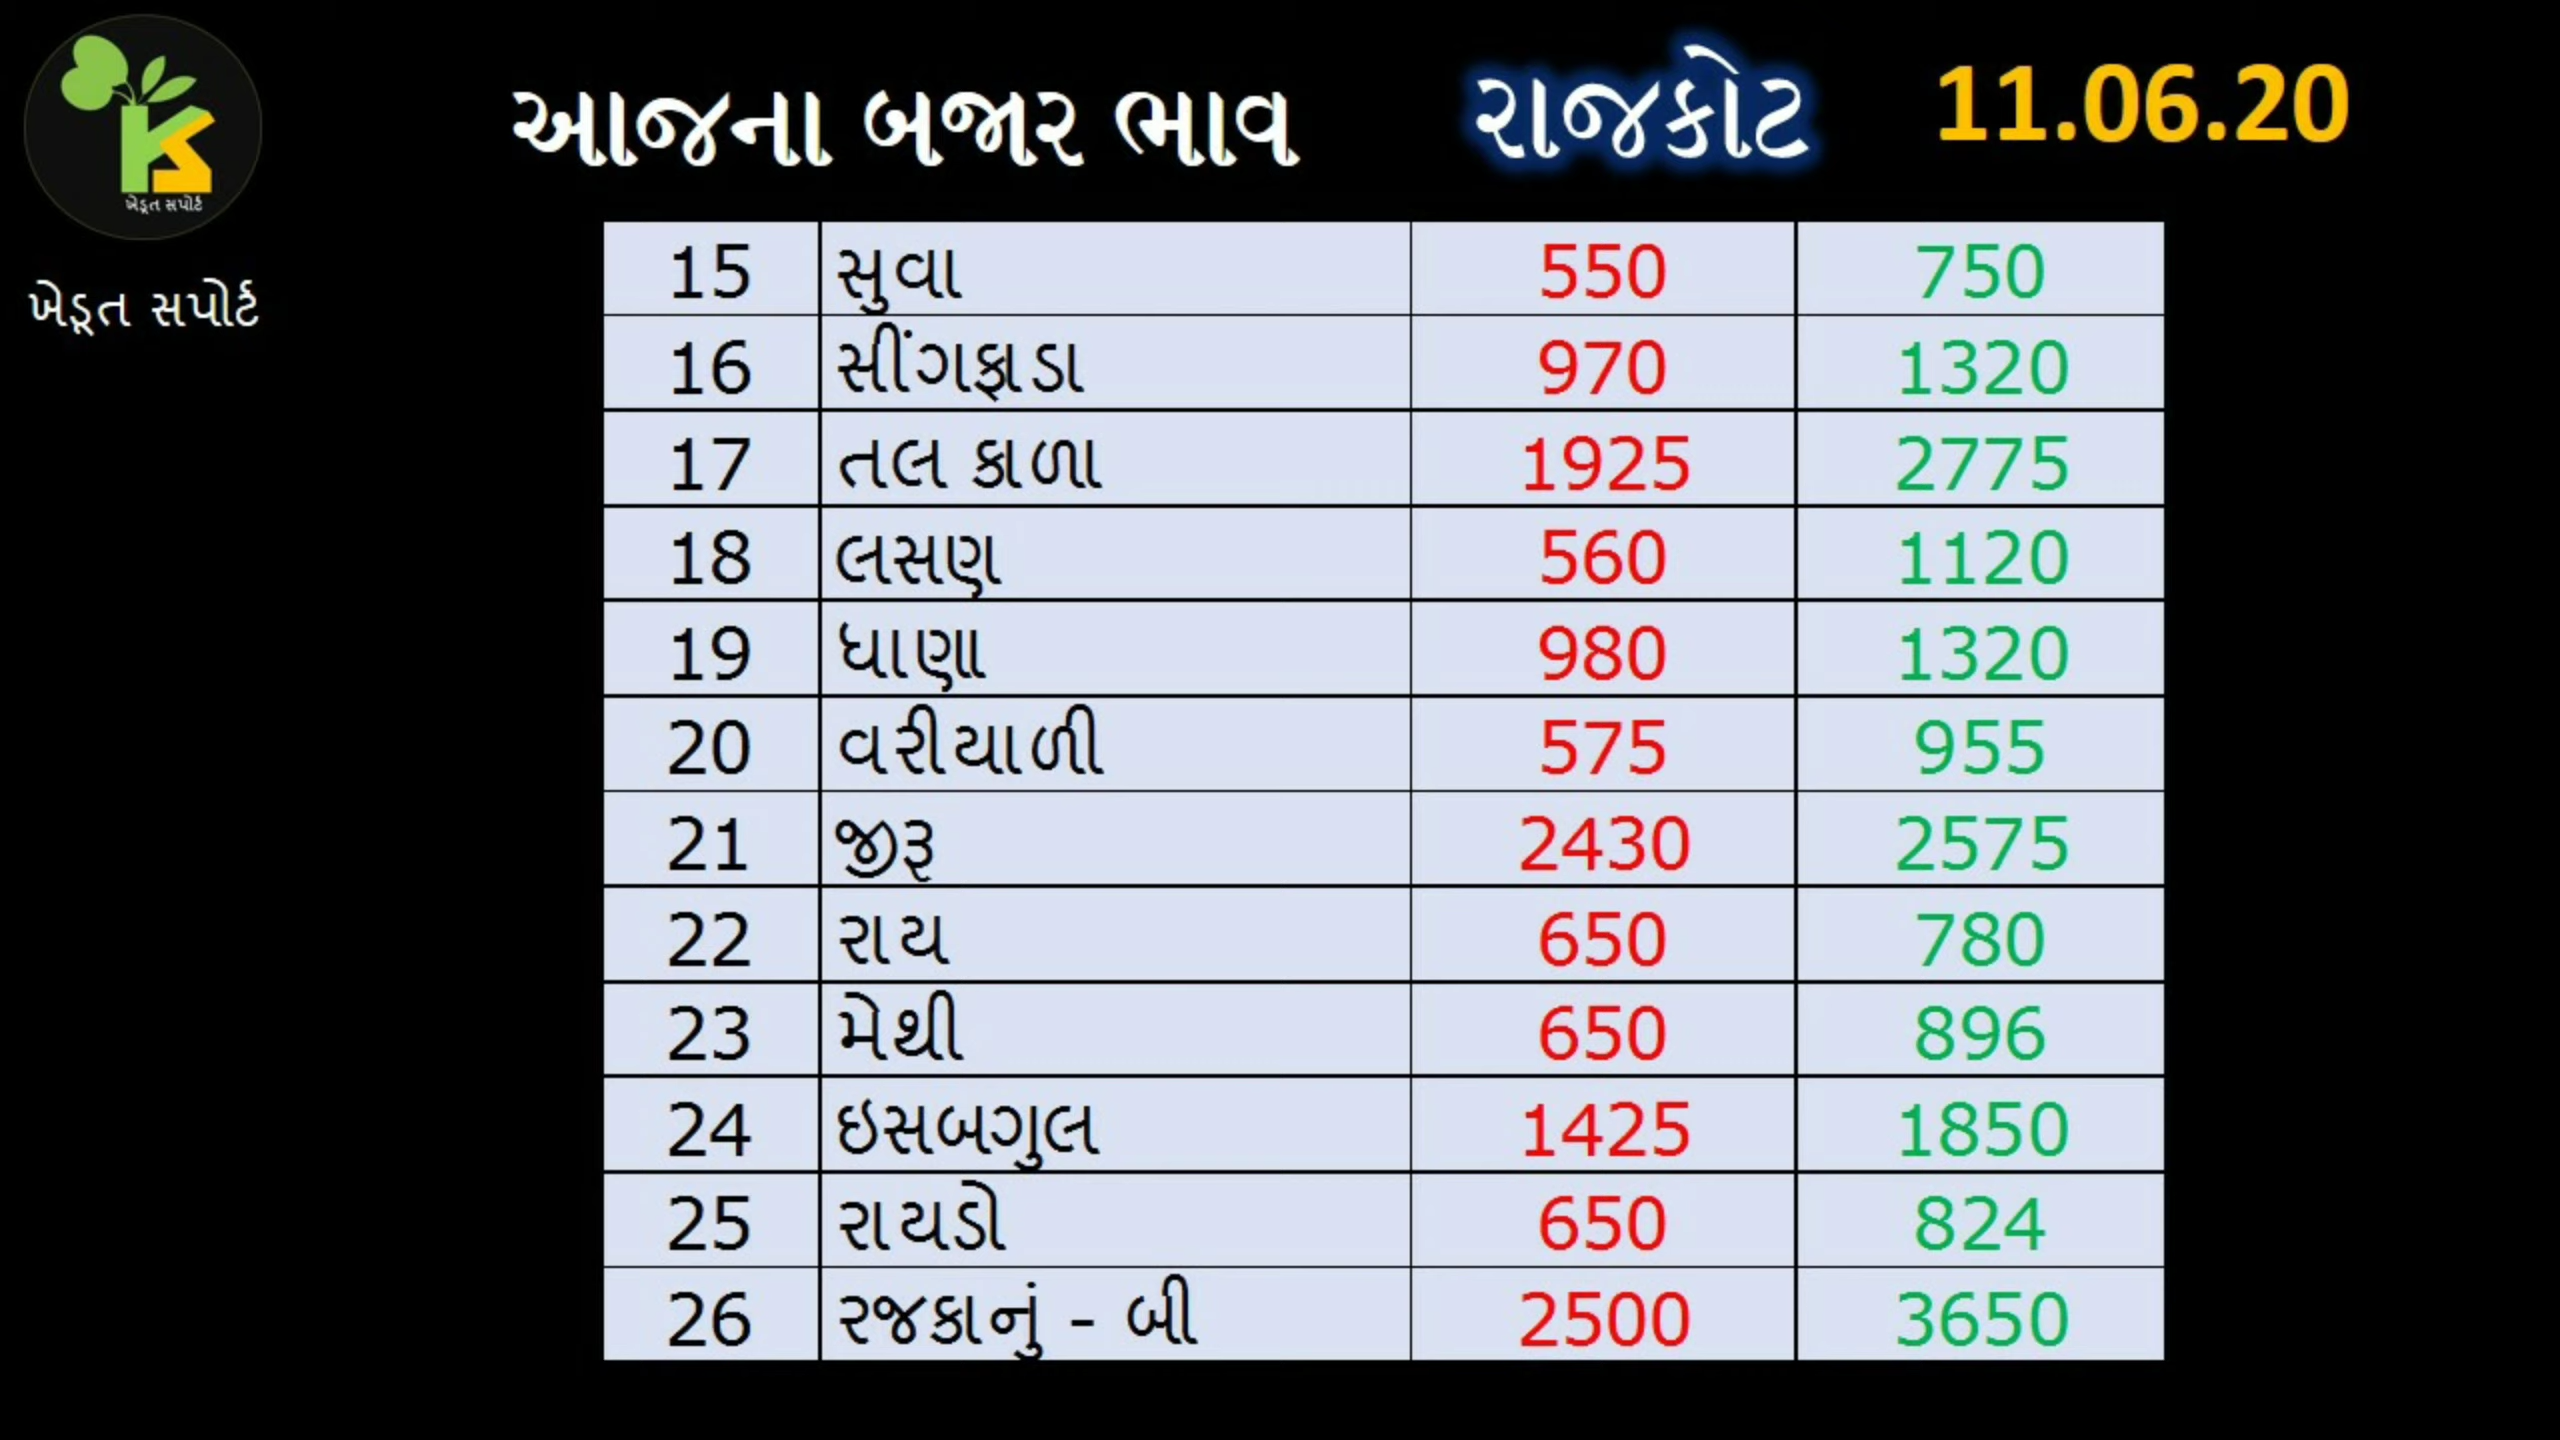 ખેડૂત સપોર્ટ
ખેડૂત સપોર્ટ
આજના બજાર ભાવ રાજકોટ 11.06.20
15 સુવા 550 750
16 સીંગફાડા 970 1320
17 તલ કાળા 1925 2775
18 લસણ 560 1120
19 ધાણા 980 1320
20 વરીયાળી 575 955
21 જીરૂ 2430 2575
22 રાય 650 780
23 મેથી 650 896
24 ઇસબગુલ 1425 1850
25 રાયડો 650 824
26 રજકાનું - બી 2500 3650